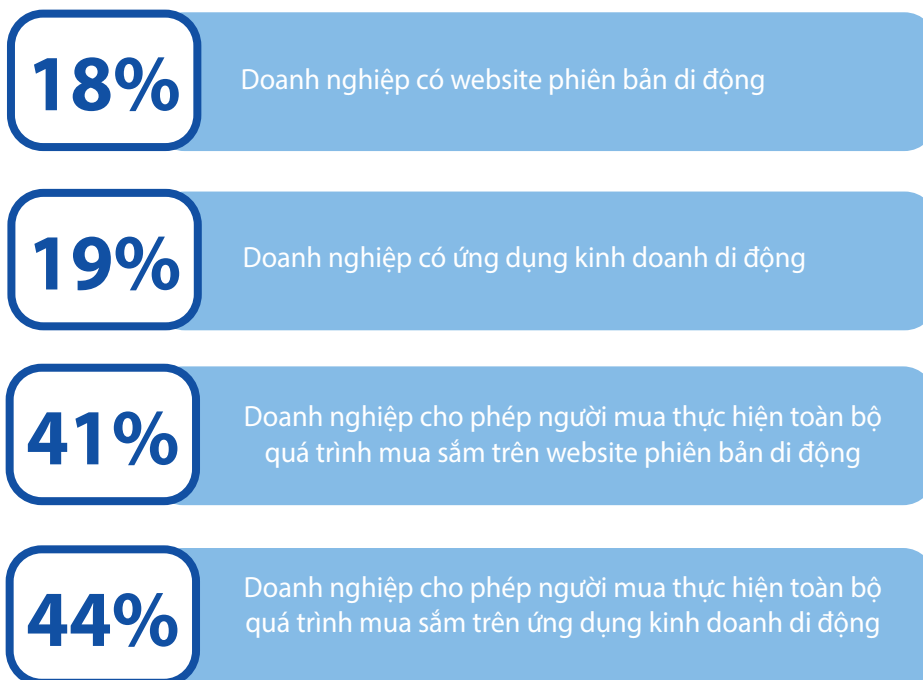 18%
Doanh nghiệp có website phiên bản di động
19%
Doanh nghiệp có ứng dụng kinh doanh di động
41%
Doanh nghiệp cho phép người mua thực hiện toàn bộ
quá trình mua sắm trên website phiên bản di động
44%
Doanh nghiệp cho phép người mua thực hiện toàn bộ
quá trình mua sắm trên ứng dụng kinh doanh di động